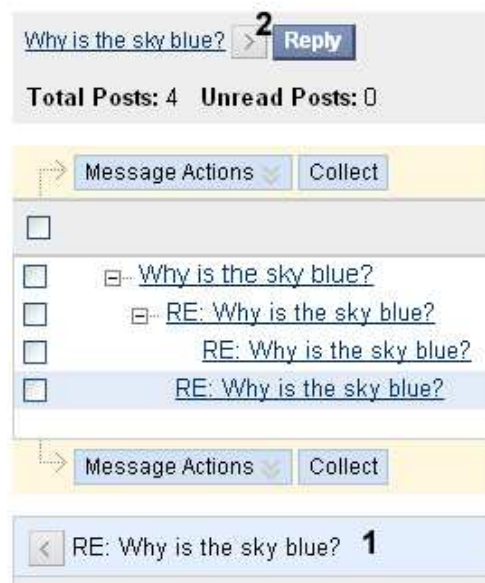 Why is the sky blue? > 2 Reply
Total Posts: 4 Unread Posts: 0
Message Actions Collect
Why is the sky blue?
RE: Why is the sky blue?
RE: Why is the sky blue?
RE: Why is the sky blue?
Message Actions Collect
< RE: Why is the sky blue? 1